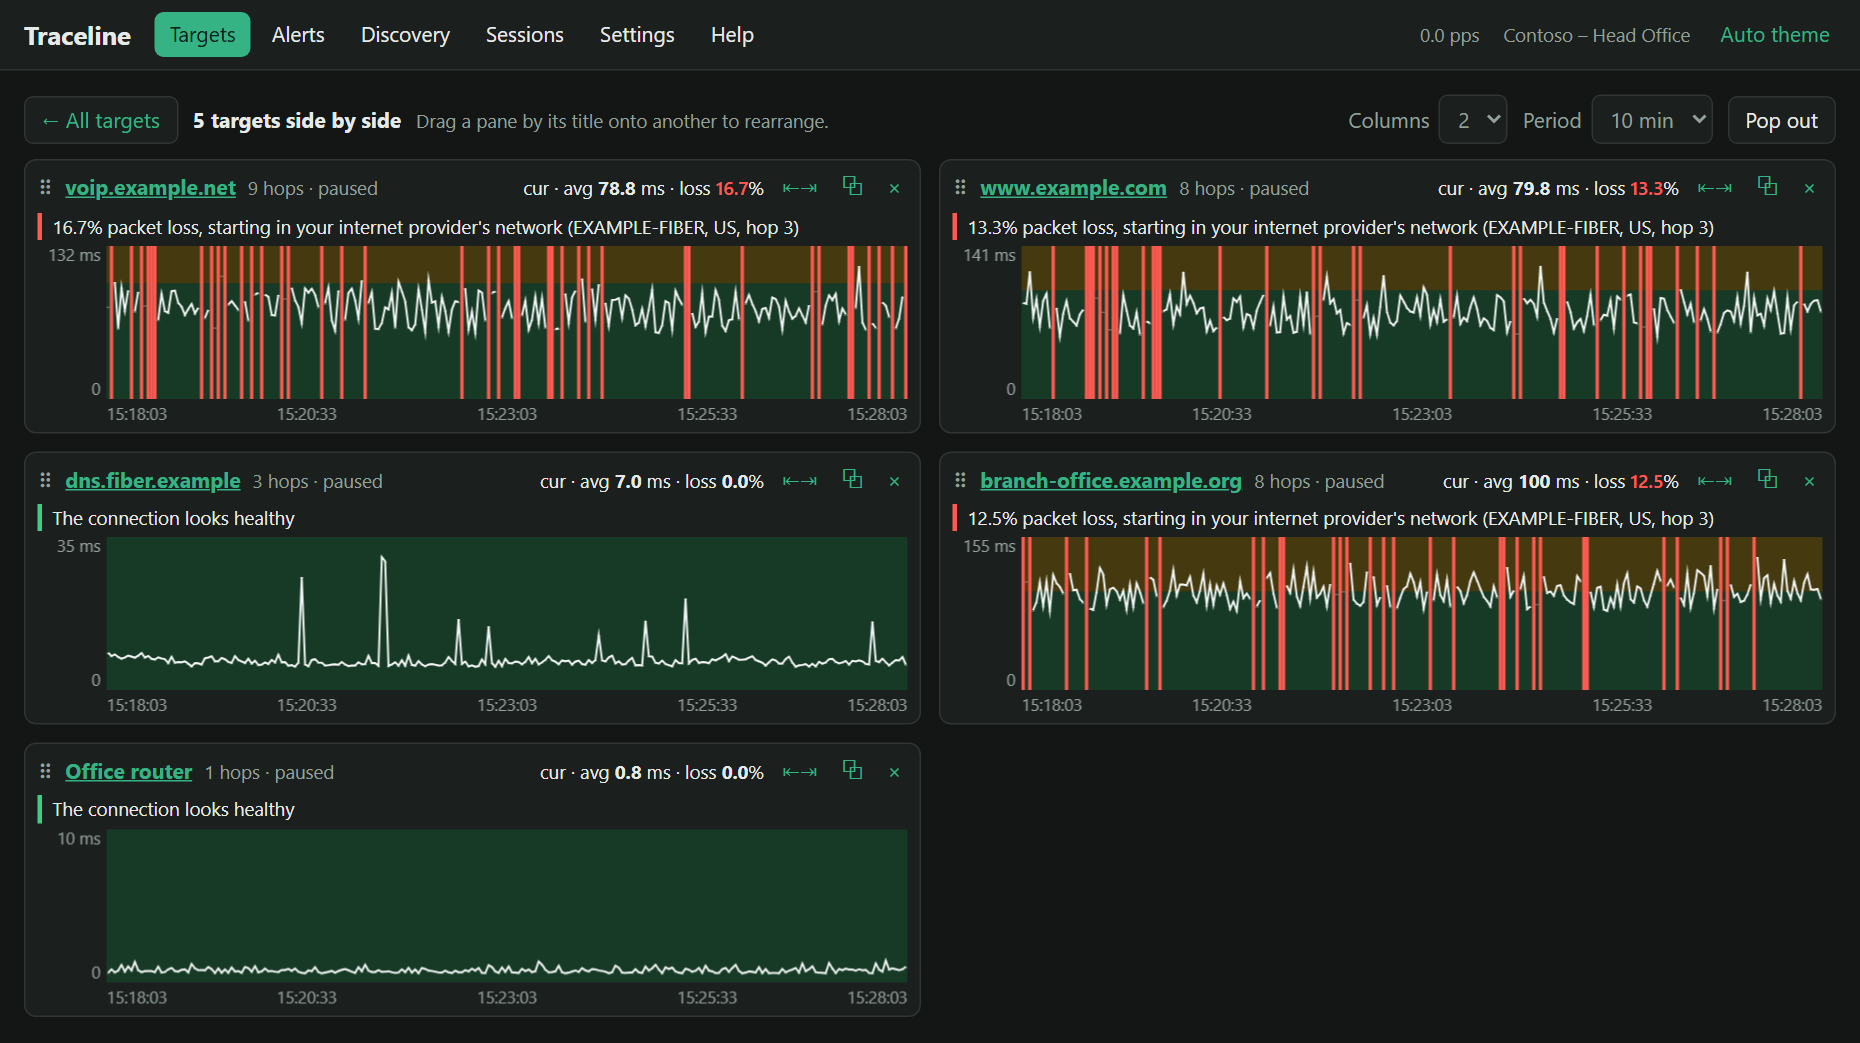 Traceline Targets Alerts Discovery Sessions Settings Help 0.0 pps Contoso – Head Office Auto theme
← All targets 5 targets side by side Drag a pane by its title onto another to rearrange. Columns 2 Period 10 min Pop out
voip.example.net 9 hops · paused cur · avg 78.8 ms · loss 16.7% ←→ ×
16.7% packet loss, starting in your internet provider's network (EXAMPLE-FIBER, US, hop 3)
132 ms
0
15:18:03 15:20:33 15:23:03 15:25:33 15:28:03
www.example.com 8 hops · paused cur · avg 79.8 ms · loss 13.3% ←→ ×
13.3% packet loss, starting in your internet provider's network (EXAMPLE-FIBER, US, hop 3)
141 ms
0
15:18:03 15:20:33 15:23:03 15:25:33 15:28:03
dns.fiber.example 3 hops · paused cur · avg 7.0 ms · loss 0.0% ←→ ×
The connection looks healthy
35 ms
0
15:18:03 15:20:33 15:23:03 15:25:33 15:28:03
branch-office.example.org 8 hops · paused cur · avg 100 ms · loss 12.5% ←→ ×
12.5% packet loss, starting in your internet provider's network (EXAMPLE-FIBER, US, hop 3)
155 ms
0
15:18:03 15:20:33 15:23:03 15:25:33 15:28:03
Office router 1 hops · paused cur · avg 0.8 ms · loss 0.0% ←→ ×
The connection looks healthy
10 ms
0
15:18:03 15:20:33 15:23:03 15:25:33 15:28:03